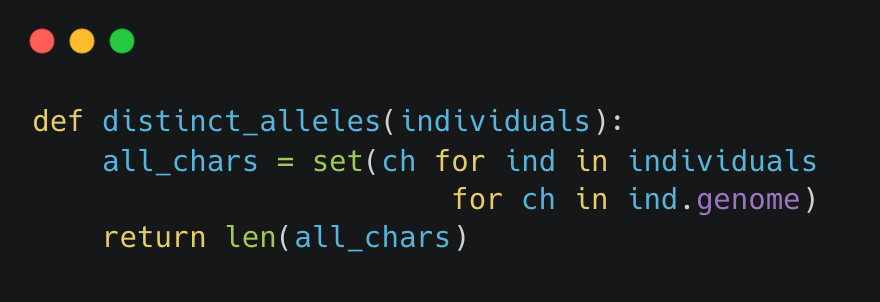 def distinct_alleles(individuals):
    all_chars = set(ch for ind in individuals
                        for ch in ind.genome)
    return len(all_chars)